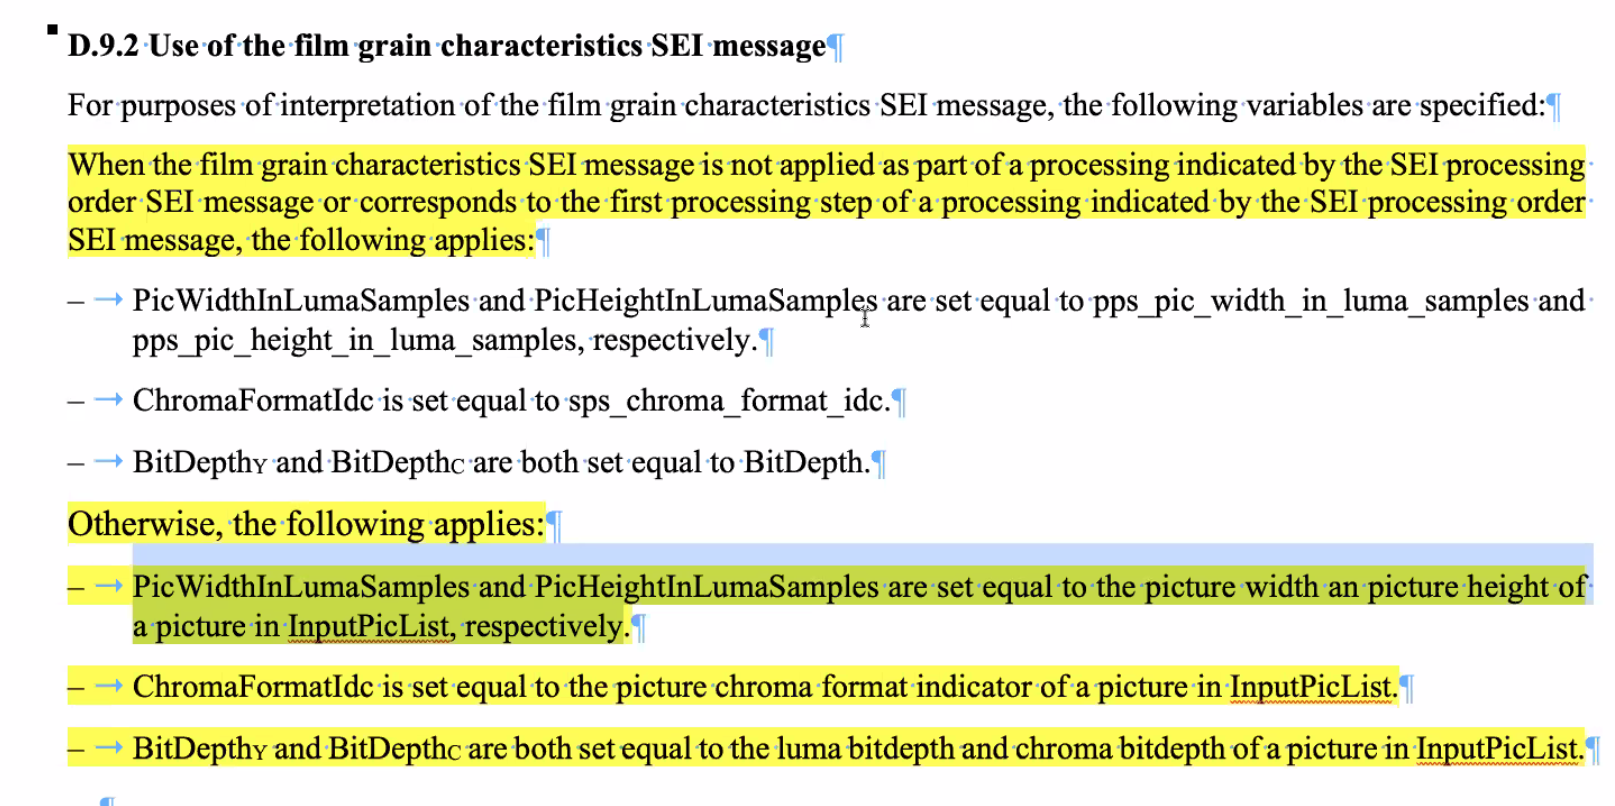 D.9.2 Use of the film grain characteristics SEI message
For purposes of interpretation of the film grain characteristics SEI message, the following variables are specified:
When the film grain characteristics SEI message is not applied as part of a processing indicated by the SEI processing
order SEI message or corresponds to the first processing step of a processing indicated by the SEI processing order
SEI message, the following applies:
– PicWidthInLumaSamples and PicHeightInLumaSamples are set equal to pps_pic_width_in_luma_samples and
pps_pic_height_in_luma_samples, respectively.
– ChromaFormatIdc is set equal to sps_chroma_format_idc.
– BitDepthY and BitDepthC are both set equal to BitDepth.
Otherwise, the following applies:
– PicWidthInLumaSamples and PicHeightInLumaSamples are set equal to the picture width an picture height of
a picture in InputPicList, respectively.
– ChromaFormatIdc is set equal to the picture chroma format indicator of a picture in InputPicList.
– BitDepthY and BitDepthC are both set equal to the luma bitdepth and chroma bitdepth of a picture in InputPicList.